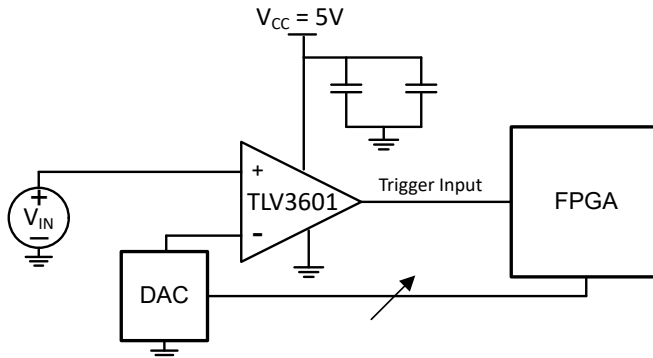 V_CC = 5V
+
TLV3601
-
Trigger Input
FPGA
+
V_IN
−
DAC